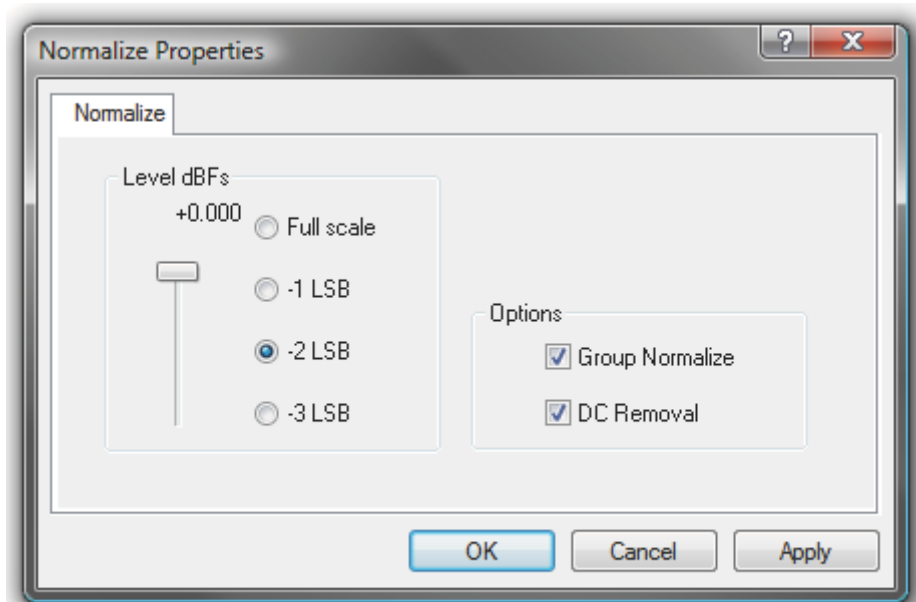 Normalize Properties
?
Normalize
Level dBFs
+0.000
Full scale
-1 LSB
-2 LSB
-3 LSB
Options
Group Normalize
DC Removal
OK
Cancel
Apply